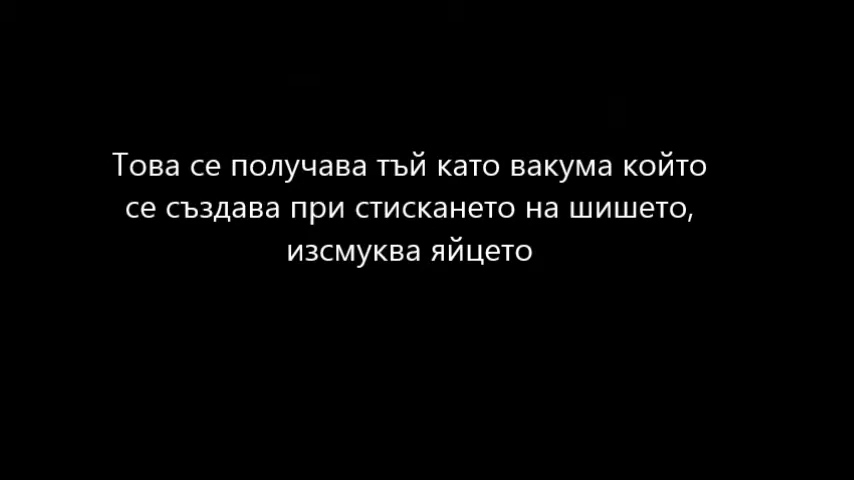 Това се получава тъй като вакума който
се създава при стискането на шишето,
изсмуква яйцето